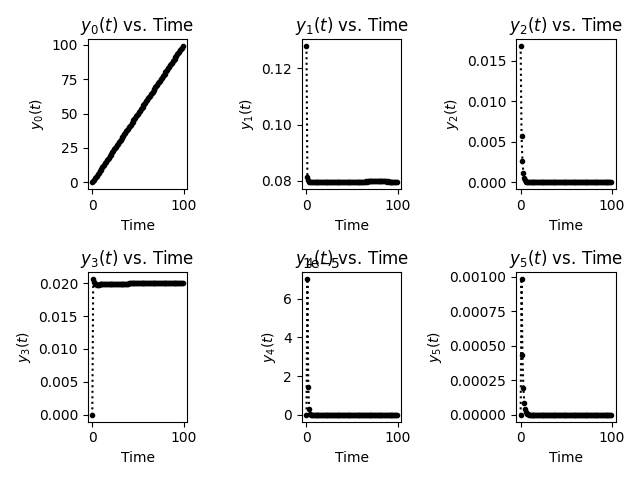 y₀(t) vs. Time
y₁(t) vs. Time
y₂(t) vs. Time
100
75
50
25
0
y₀(t)
0 100
Time
0.12
0.10
0.08
y₁(t)
0 100
Time
0.015
0.010
0.005
0.000
y₂(t)
0 100
Time
y₃(t) vs. Time
y₄(t) vs. Time
y₅(t) vs. Time
0.020
0.015
0.010
0.005
0.000
y₃(t)
0 100
Time
1e−5
6
4
2
0
y₄(t)
0 100
Time
0.00100
0.00075
0.00050
0.00025
0.00000
y₅(t)
0 100
Time